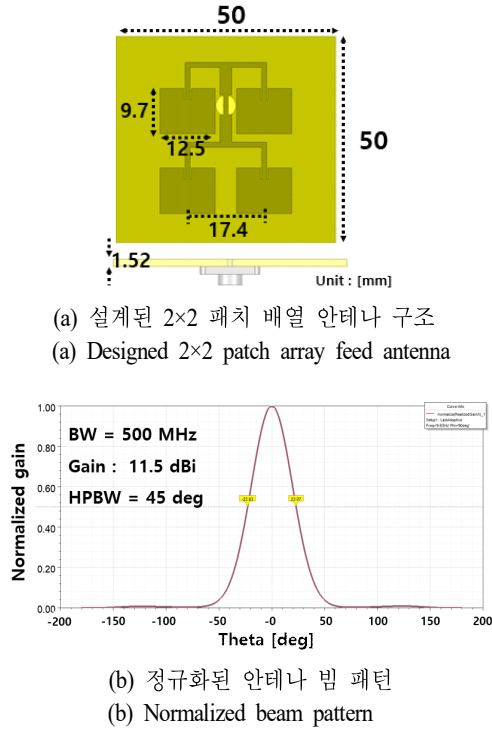 50
9.7
12.5
50
17.4
1.52
Unit : [mm]
(a) 설계된 2×2 패치 배열 안테나 구조
(a) Designed 2×2 patch array feed antenna
Normalized gain
1.00
0.80
0.60
0.40
0.20
0.00
BW = 500 MHz
Gain : 11.5 dBi
HPBW = 45 deg
Curve Info
-200 -150 -100 -50 -0 50 100 150 200
Theta [deg]
(b) 정규화된 안테나 빔 패턴
(b) Normalized beam pattern